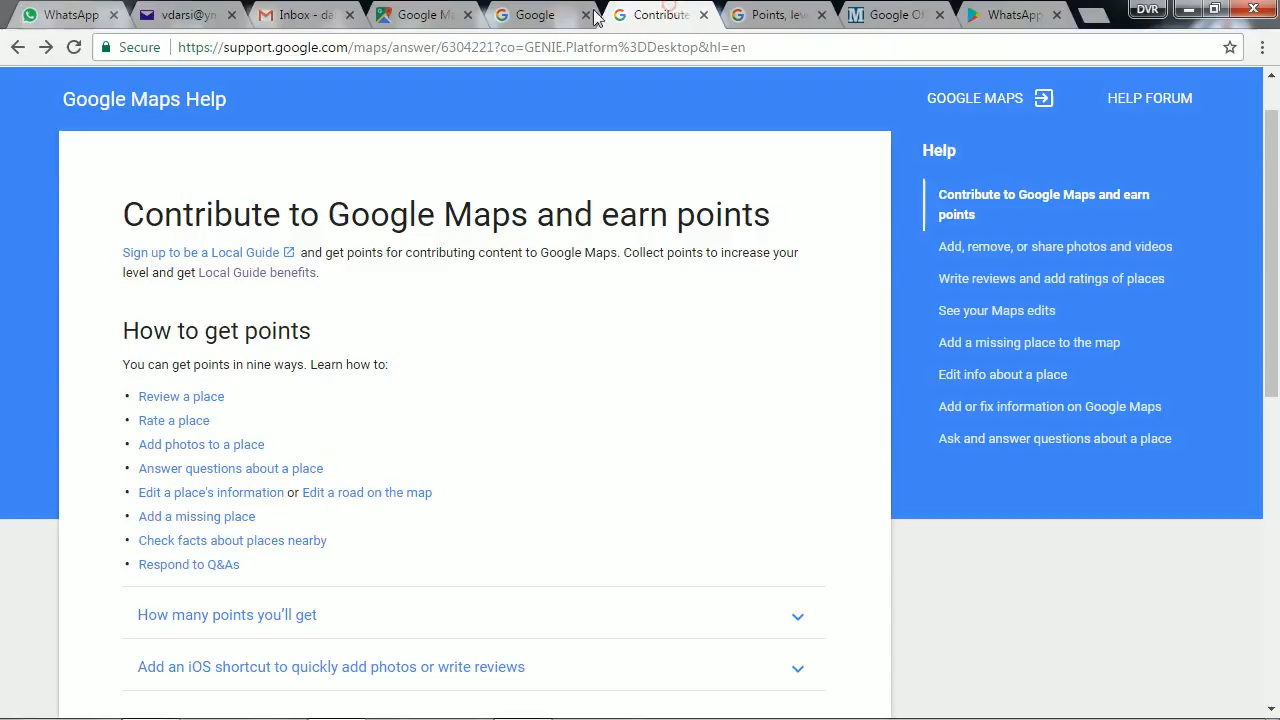 WhatsApp
vdarsi@yn
Inbox - da
Google M
Google
Contribute
Points, lev
Google Of
WhatsApp
DVR
Secure
https://support.google.com/maps/answer/6304221?co=GENIE.Platform%3DDesktop&hl=en
Google Maps Help
GOOGLE MAPS
HELP FORUM
Contribute to Google Maps and earn points
Sign up to be a Local Guide and get points for contributing content to Google Maps. Collect points to increase your
level and get Local Guide benefits.
How to get points
You can get points in nine ways. Learn how to:
• Review a place
• Rate a place
• Add photos to a place
• Answer questions about a place
• Edit a place's information or Edit a road on the map
• Add a missing place
• Check facts about places nearby
• Respond to Q&As
How many points you'll get
Add an iOS shortcut to quickly add photos or write reviews
Help
Contribute to Google Maps and earn
points
Add, remove, or share photos and videos
Write reviews and add ratings of places
See your Maps edits
Add a missing place to the map
Edit info about a place
Add or fix information on Google Maps
Ask and answer questions about a place